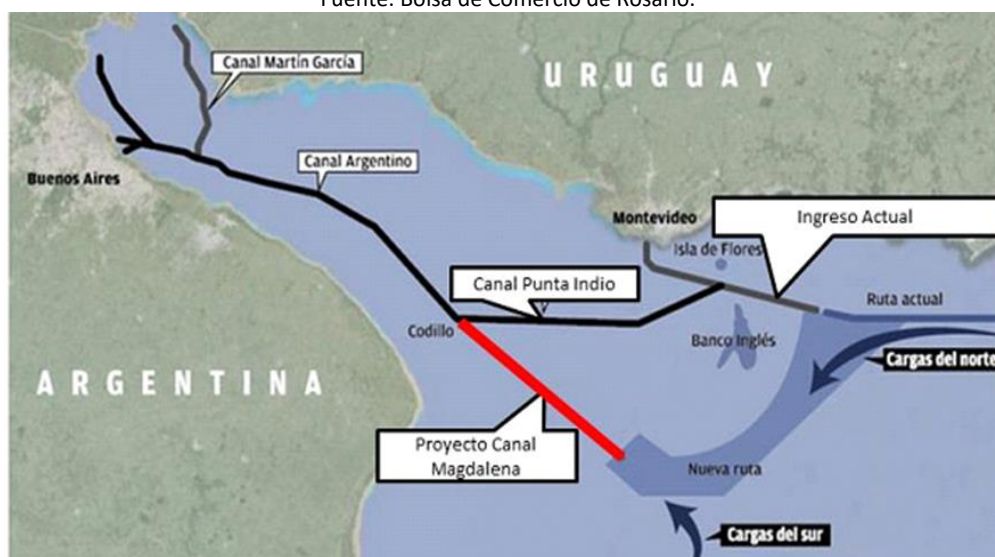 Fuente: Bolsa de Comercio de Rosario.
Canal Martín García
URUGUAY
Canal Argentino
Buenos Aires
Montevideo
Ingreso Actual
Isla de Flores
Canal Punta Indio
Ruta actual
Codillo
Banco Inglés
Cargas del norte
ARGENTINA
Proyecto Canal
Magdalena
Nueva ruta
Cargas del sur